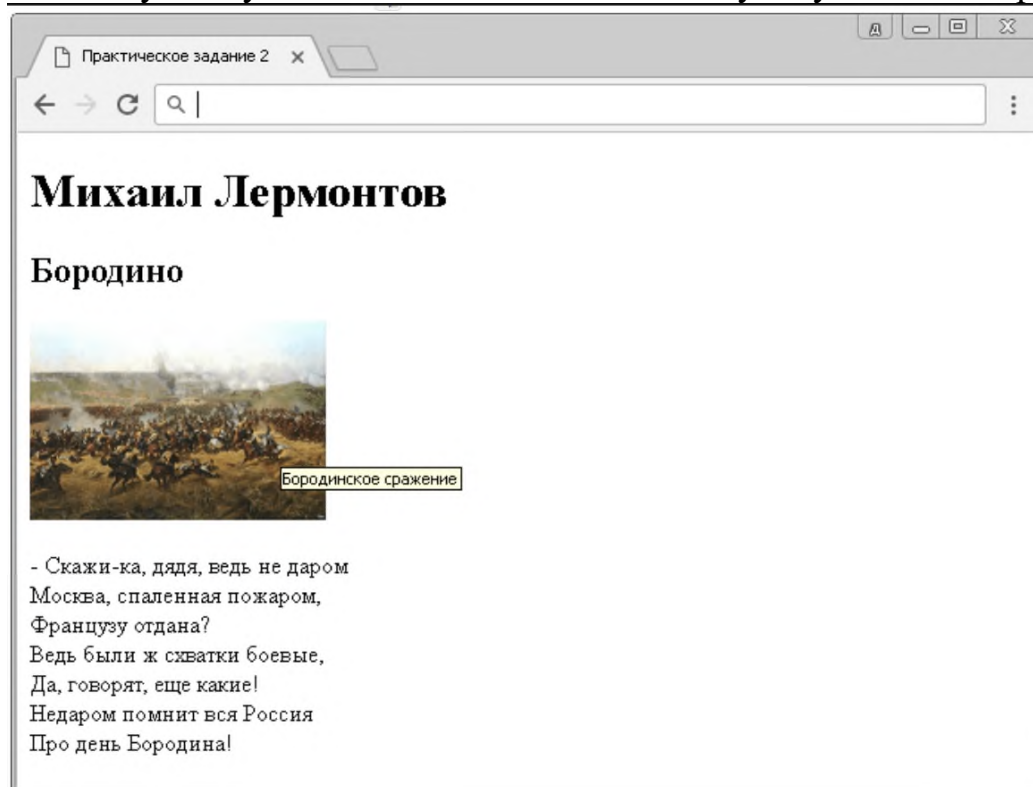 Практическое задание 2
Михаил Лермонтов
Бородино
Бородинское сражение
- Скажи-ка, дядя, ведь не даром
Москва, спаленная пожаром,
Французу отдана?
Ведь были ж схватки боевые,
Да, говорят, еще какие!
Недаром помнит вся Россия
Про день Бородина!